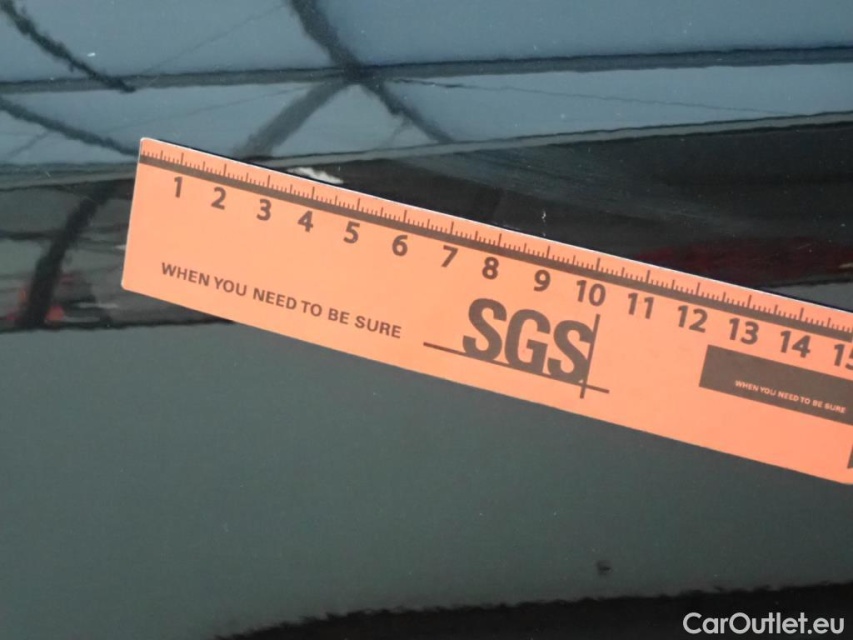 1 2 3 4 5 6 7 8 9 10 11 12 13 14 15
WHEN YOU NEED TO BE SURE
SGS
WHEN YOU NEED TO BE SURE
CarOutlet.eu